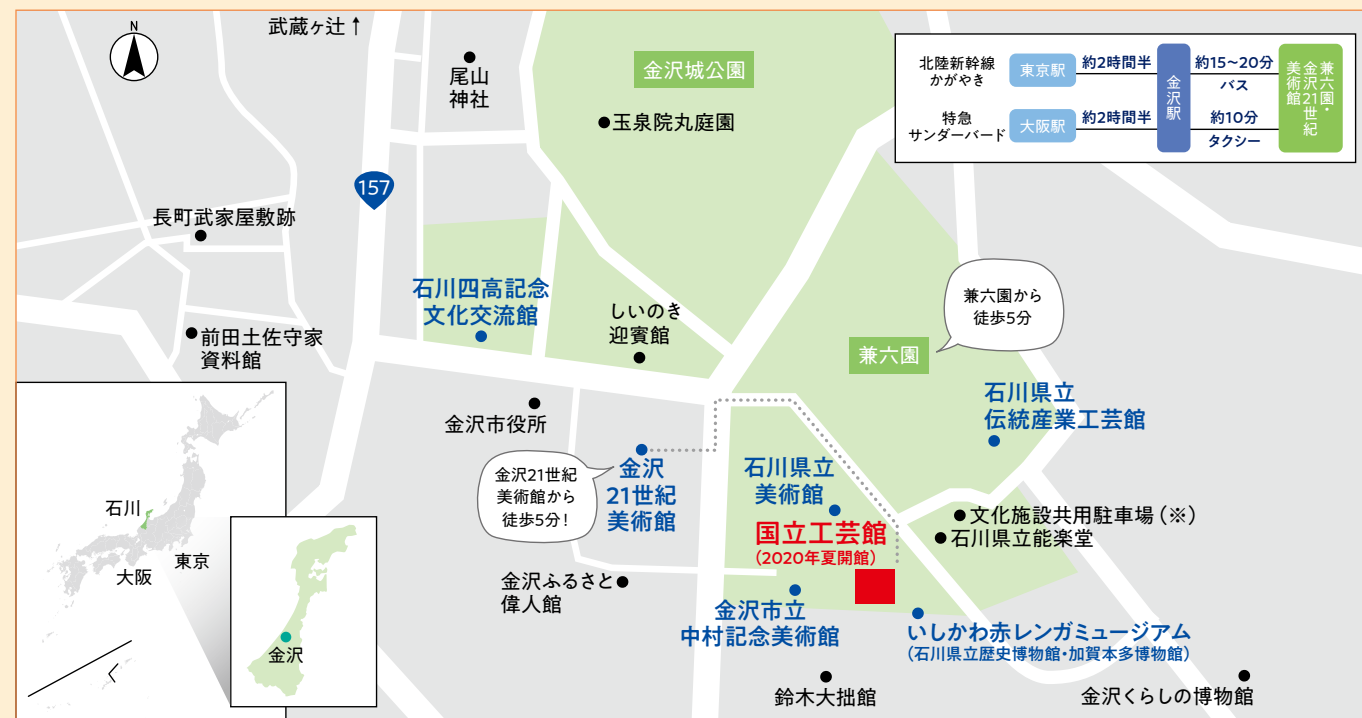 N
武蔵ヶ辻↑
尾山
神社
金沢城公園
玉泉院丸庭園
北陸新幹線
かがやき
東京駅
約2時間半
特急
サンダーバード
大阪駅
約2時間半
金沢駅
約15~20分
バス
約10分
タクシー
兼六園・
金沢21世紀
美術館
157
長町武家屋敷跡
石川四高記念
文化交流館
しいのき
迎賓館
兼六園から
徒歩5分
兼六園
前田土佐守家
資料館
石川県立
伝統産業工芸館
金沢市役所
金沢21世紀
美術館から
徒歩5分!
金沢
21世紀
美術館
石川県立
美術館
国立工芸館
(2020年夏開館)
文化施設共用駐車場(※)
石川県立能楽堂
金沢ふるさと
偉人館
金沢市立
中村記念美術館
いしかわ赤レンガミュージアム
(石川県立歴史博物館・加賀本多博物館)
鈴木大拙館
金沢くらしの博物館
石川
東京
大阪
金沢